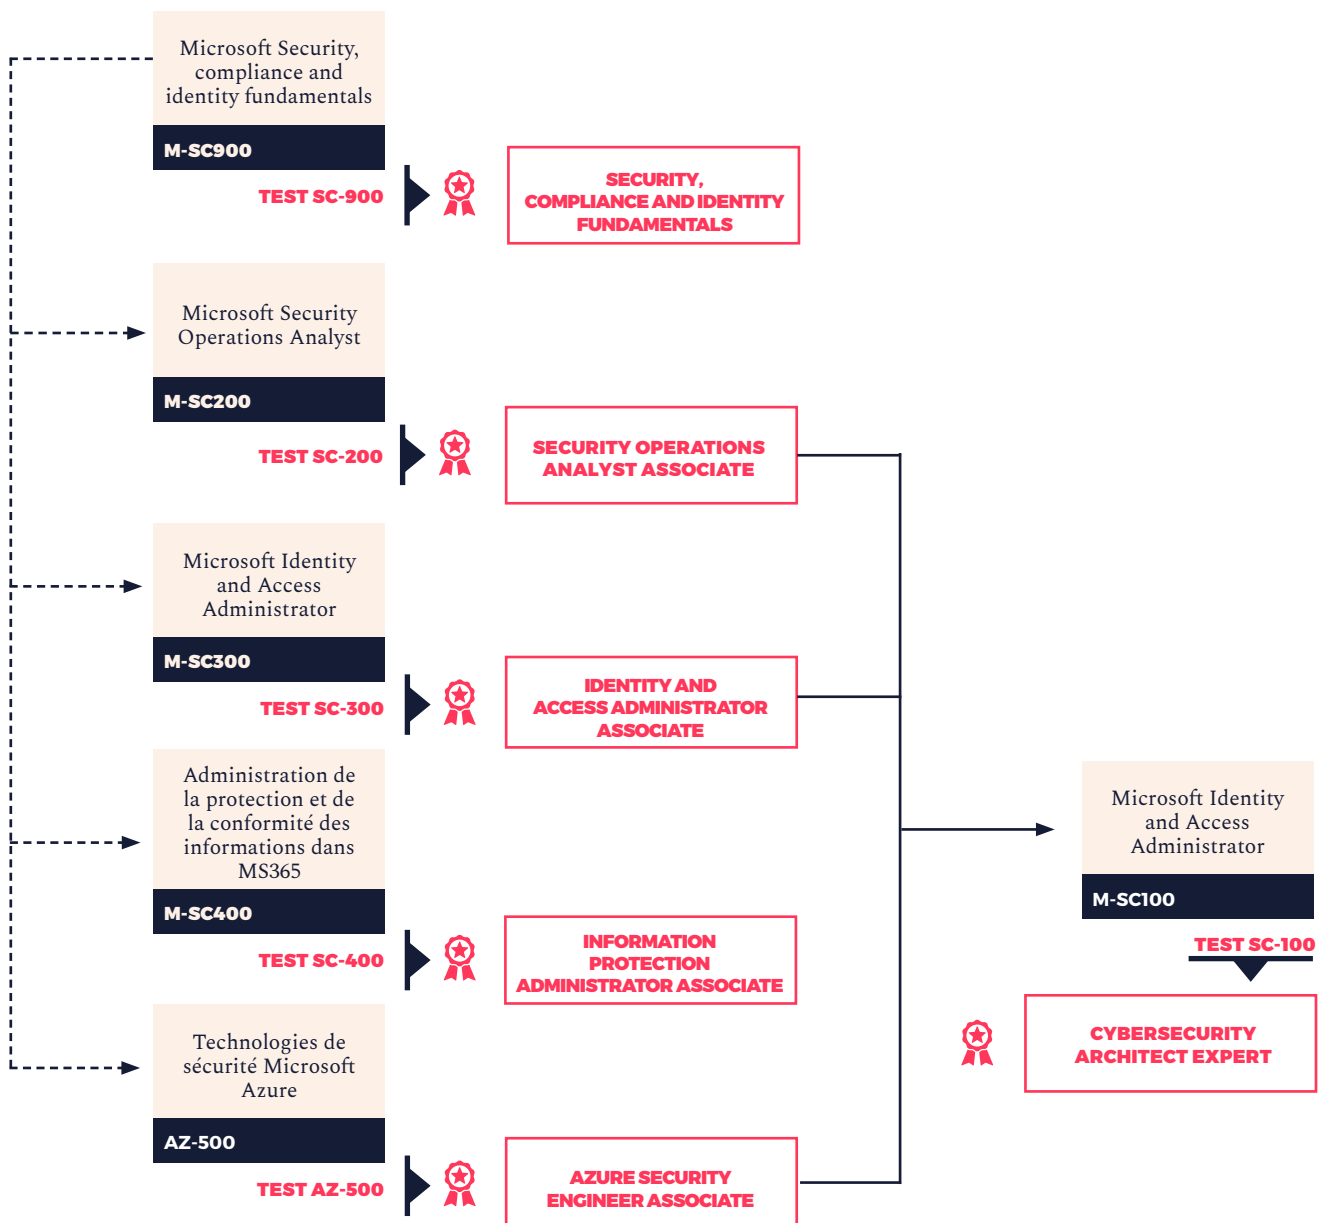 Microsoft Security,
compliance and
identity fundamentals
M-SC900
TEST SC-900
SECURITY,
COMPLIANCE AND IDENTITY
FUNDAMENTALS
Microsoft Security
Operations Analyst
M-SC200
TEST SC-200
SECURITY OPERATIONS
ANALYST ASSOCIATE
Microsoft Identity
and Access
Administrator
M-SC300
TEST SC-300
IDENTITY AND
ACCESS ADMINISTRATOR
ASSOCIATE
Administration de
la protection et de
la conformité des
informations dans
MS365
M-SC400
TEST SC-400
INFORMATION
PROTECTION
ADMINISTRATOR ASSOCIATE
Technologies de
sécurité Microsoft
Azure
AZ-500
TEST AZ-500
AZURE SECURITY
ENGINEER ASSOCIATE
Microsoft Identity
and Access
Administrator
M-SC100
TEST SC-100
CYBERSECURITY
ARCHITECT EXPERT